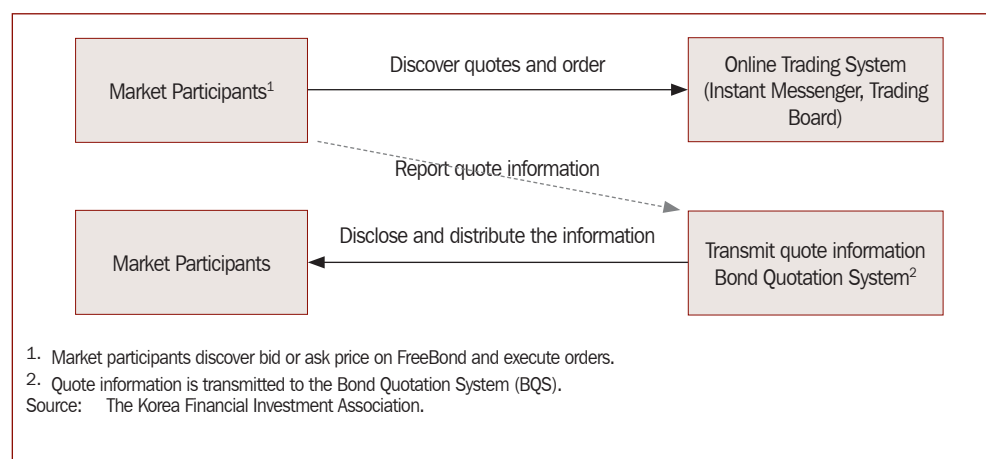 Market Participants1
Discover quotes and order
Online Trading System
(Instant Messenger, Trading
Board)
Report quote information
Market Participants
Disclose and distribute the information
Transmit quote information
Bond Quotation System2
1. Market participants discover bid or ask price on FreeBond and execute orders.
2. Quote information is transmitted to the Bond Quotation System (BQS).
Source: The Korea Financial Investment Association.